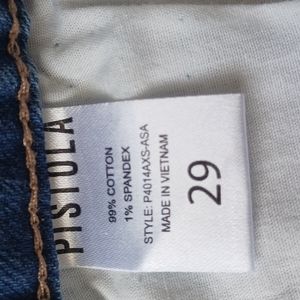 PISTOLA
99% COTTON
1% SPANDEX
STYLE: P4014AXS-ASA
MADE IN VIETNAM
29